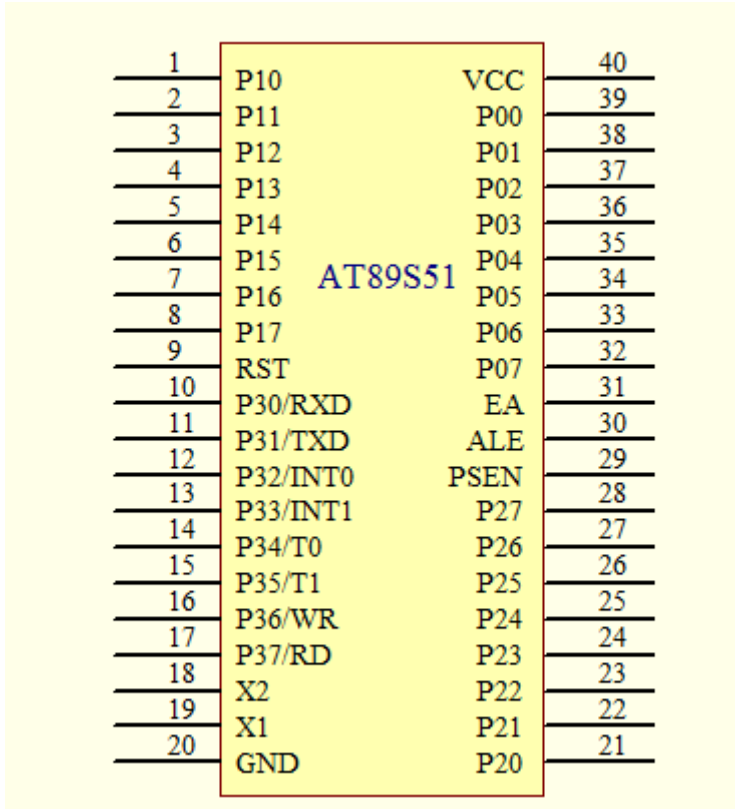 1 P10 VCC 40
2 P11 P00 39
3 P12 P01 38
4 P13 P02 37
5 P14 P03 36
6 P15 P04 35
AT89S51
7 P16 P05 34
8 P17 P06 33
9 RST P07 32
10 P30/RXD EA 31
11 P31/TXD ALE 30
12 P32/INT0 PSEN 29
13 P33/INT1 P27 28
14 P34/T0 P26 27
15 P35/T1 P25 26
16 P36/WR P24 25
17 P37/RD P23 24
18 X2 P22 23
19 X1 P21 22
20 GND P20 21